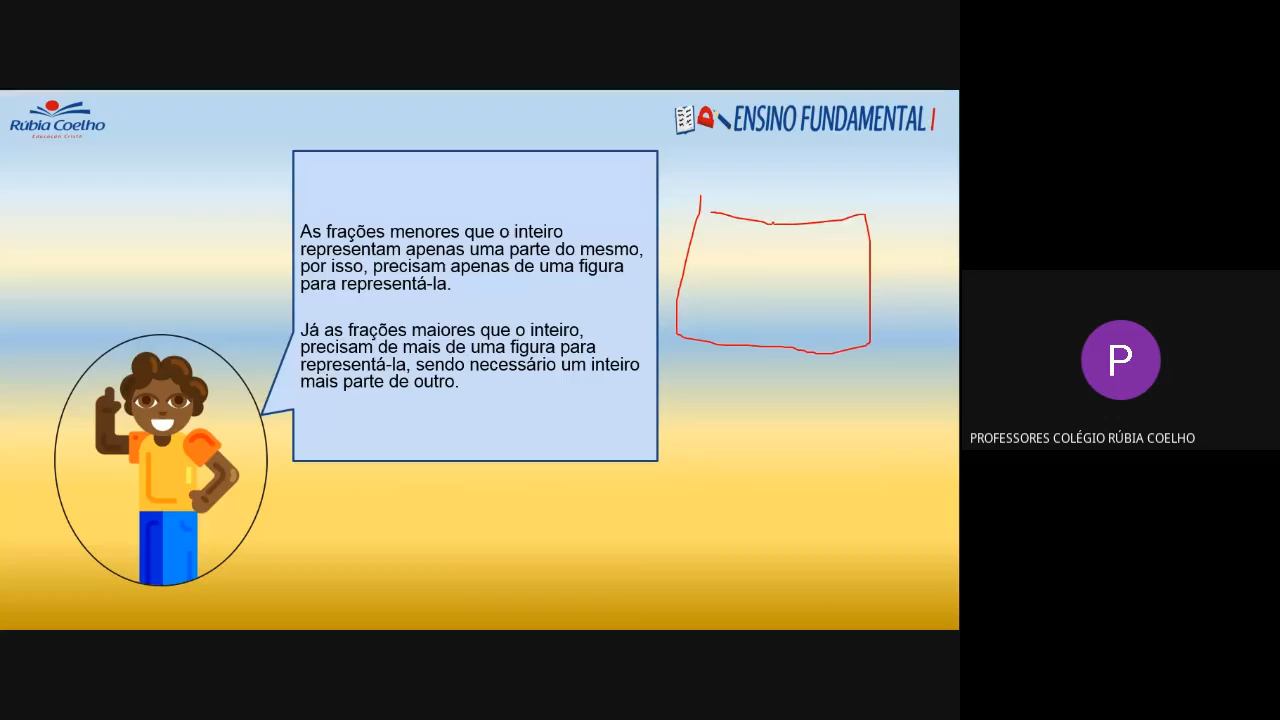 Rúbia Coelho
Educação Cristã
ENSINO FUNDAMENTAL I
As frações menores que o inteiro
representam apenas uma parte do mesmo,
por isso, precisam apenas de uma figura
para representá-la.
Já as frações maiores que o inteiro,
precisam de mais de uma figura para
representá-la, sendo necessário um inteiro
mais parte de outro.
P
PROFESSORES COLÉGIO RÚBIA COELHO